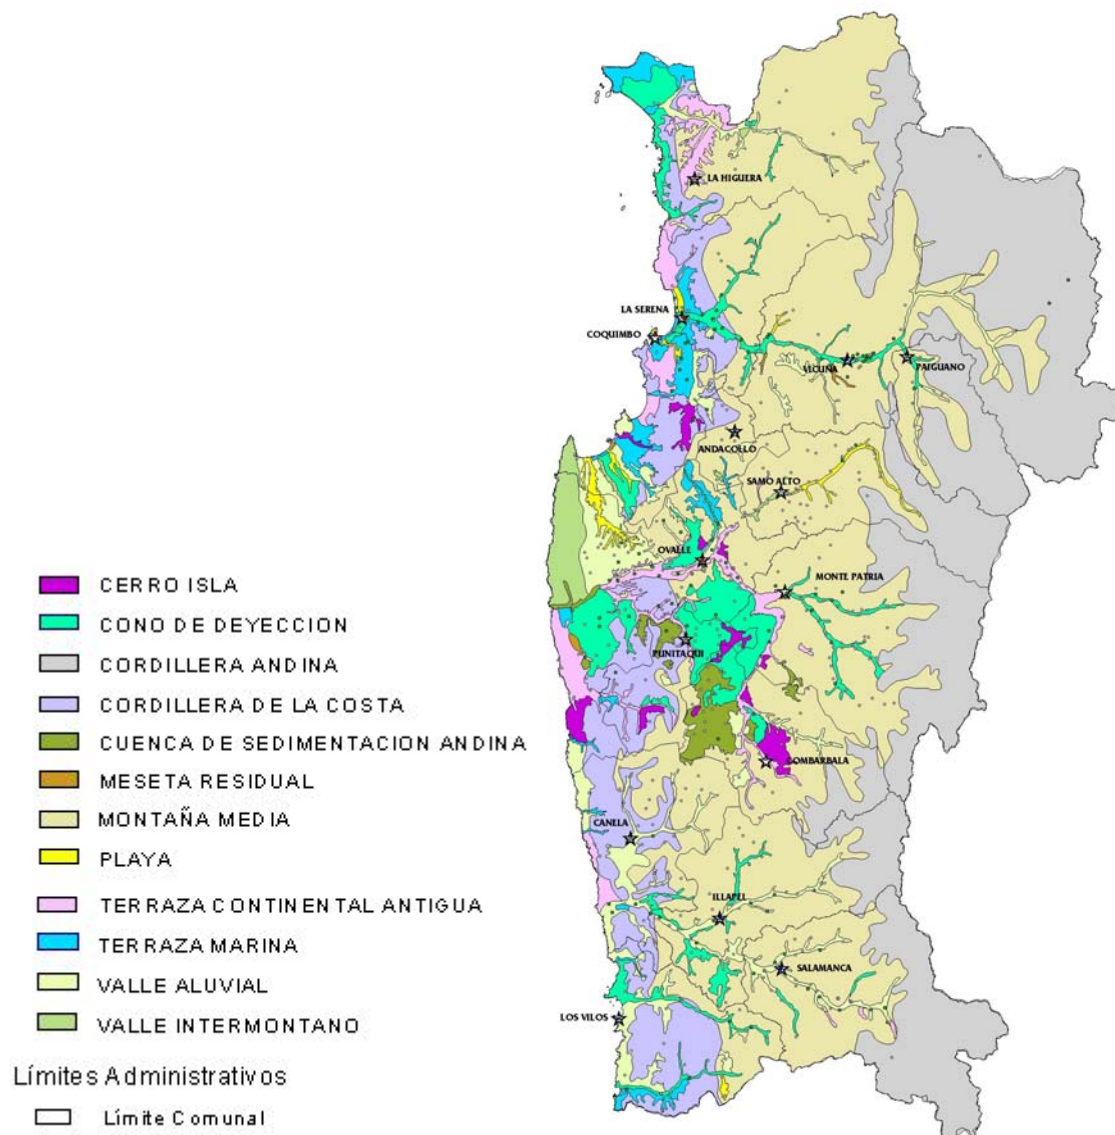 LA HIGUERA
LA SERENA
COQUIMBO
VICUÑA
PAIGUANO
ANDACOLLO
SAMO ALTO
OVALLE
MONTE PATRIA
PUNITAQUI
COMBARBALA
CANELA
ILLAPEL
SALAMANCA
LOS VILOS
CERRO ISLA
CONO DE DEYECCION
CORDILLERA ANDINA
CORDILLERA DE LA COSTA
CUENCA DE SEDIMENTACION ANDINA
MESETA RESIDUAL
MONTAÑA MEDIA
PLAYA
TERRAZA CONTINENTAL ANTIGUA
TERRAZA MARINA
VALLE ALUVIAL
VALLE INTERMONTANO
Límites Administrativos
Límite Comunal